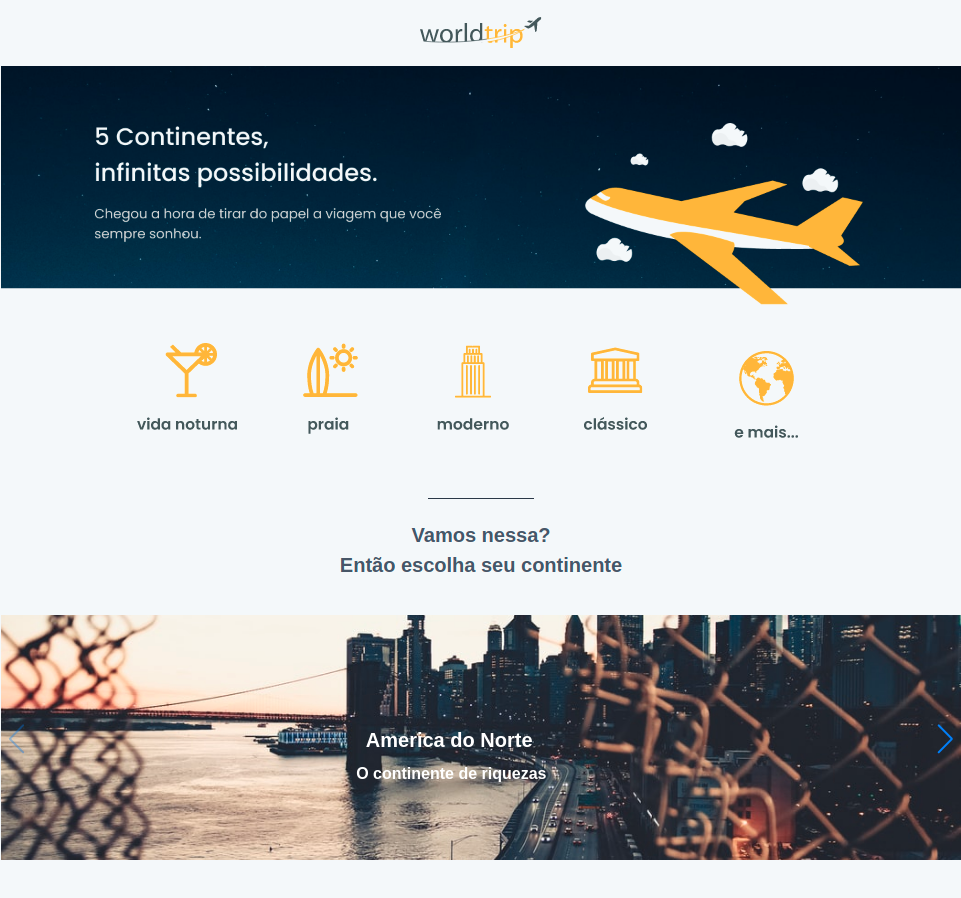 worldtrip
5 Continentes,
infinitas possibilidades.
Chegou a hora de tirar do papel a viagem que você
sempre sonhou.
vida noturna
praia
moderno
clássico
e mais...
Vamos nessa?
Então escolha seu continente
America do Norte
O continente de riquezas